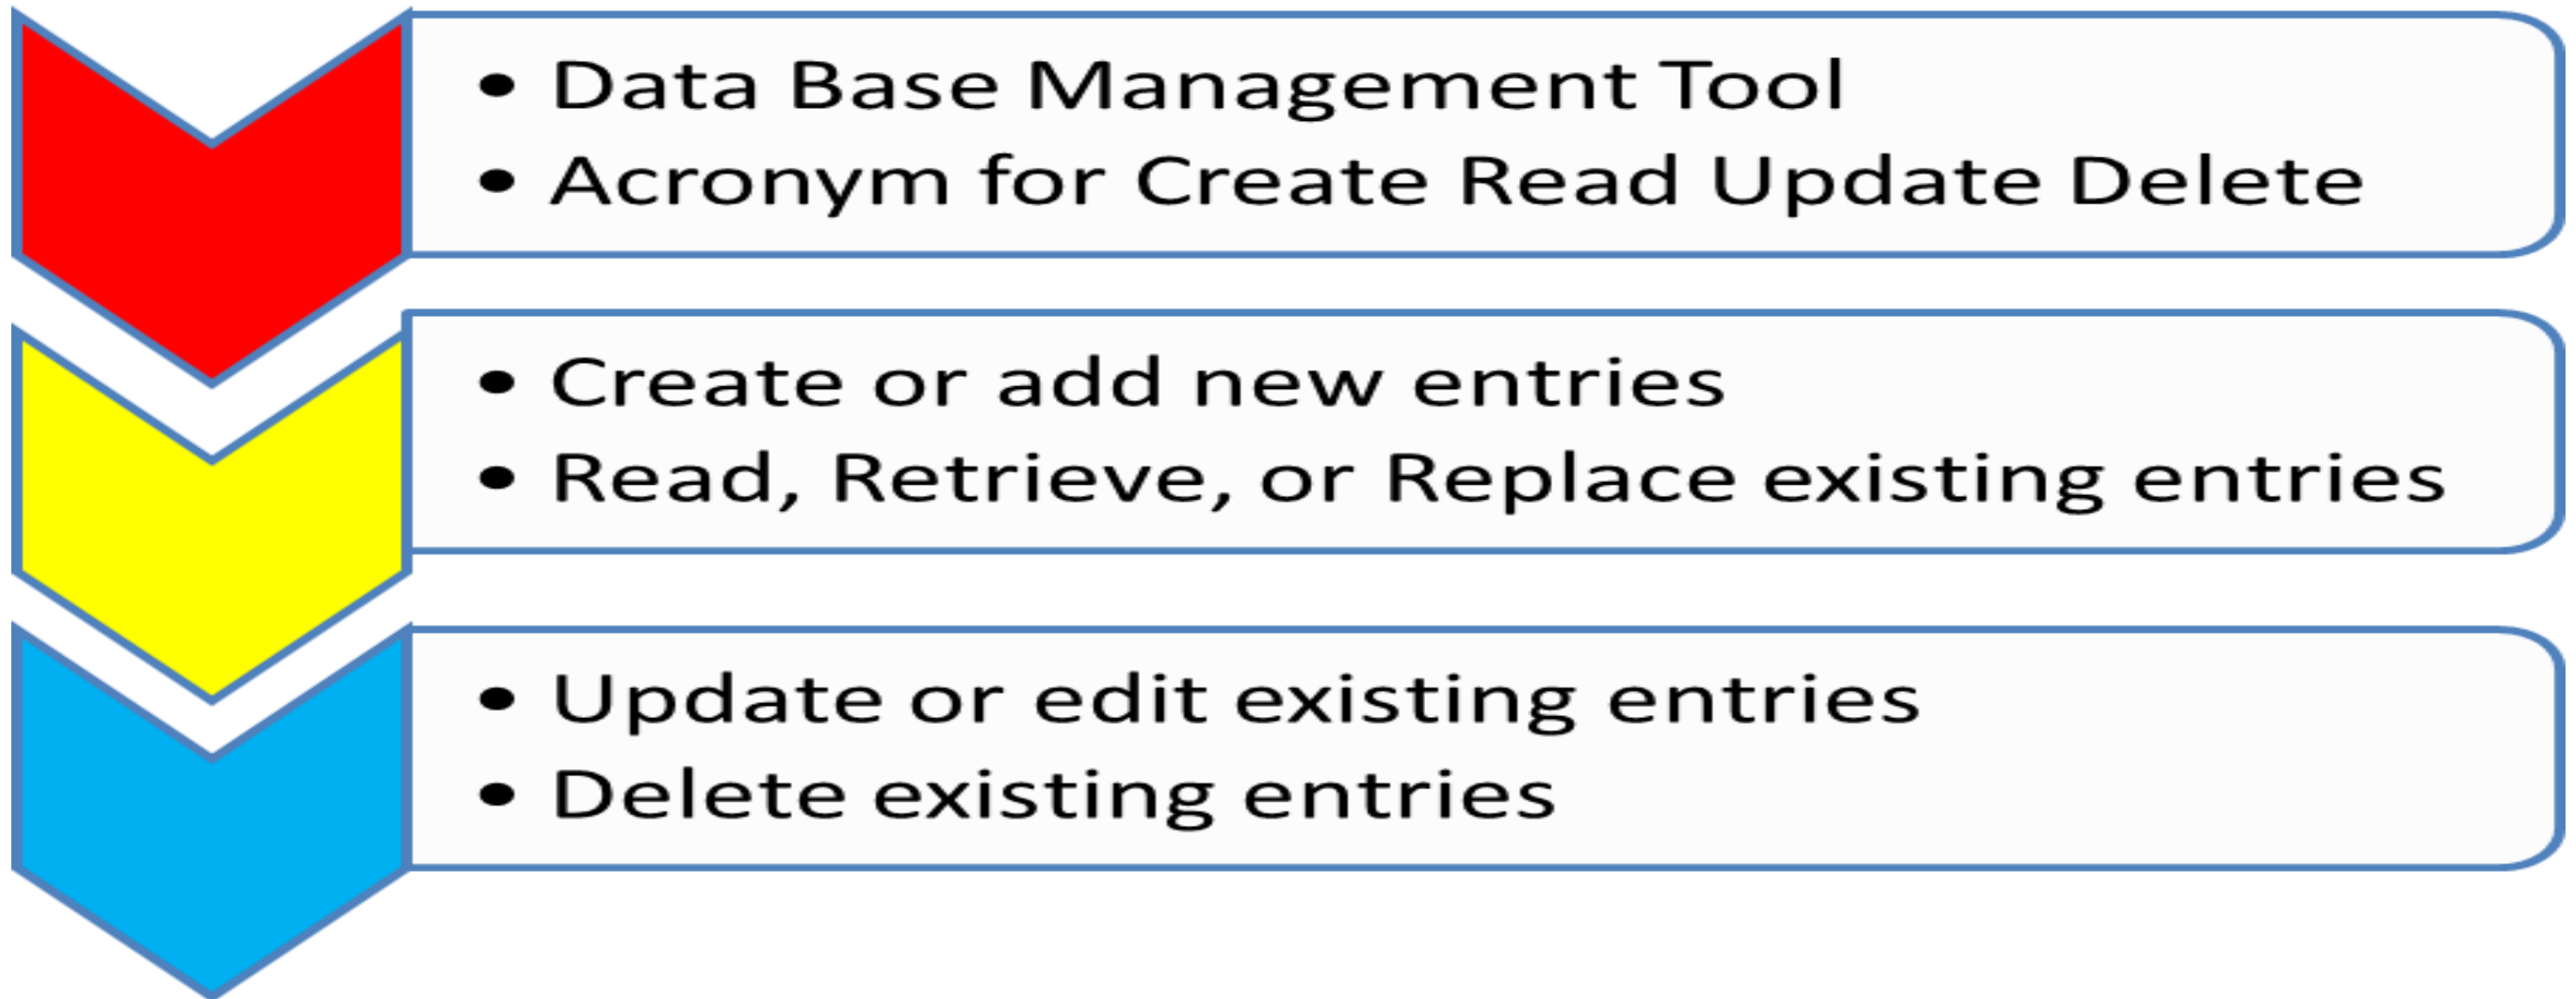 • Data Base Management Tool
• Acronym for Create Read Update Delete
• Create or add new entries
• Read, Retrieve, or Replace existing entries
• Update or edit existing entries
• Delete existing entries